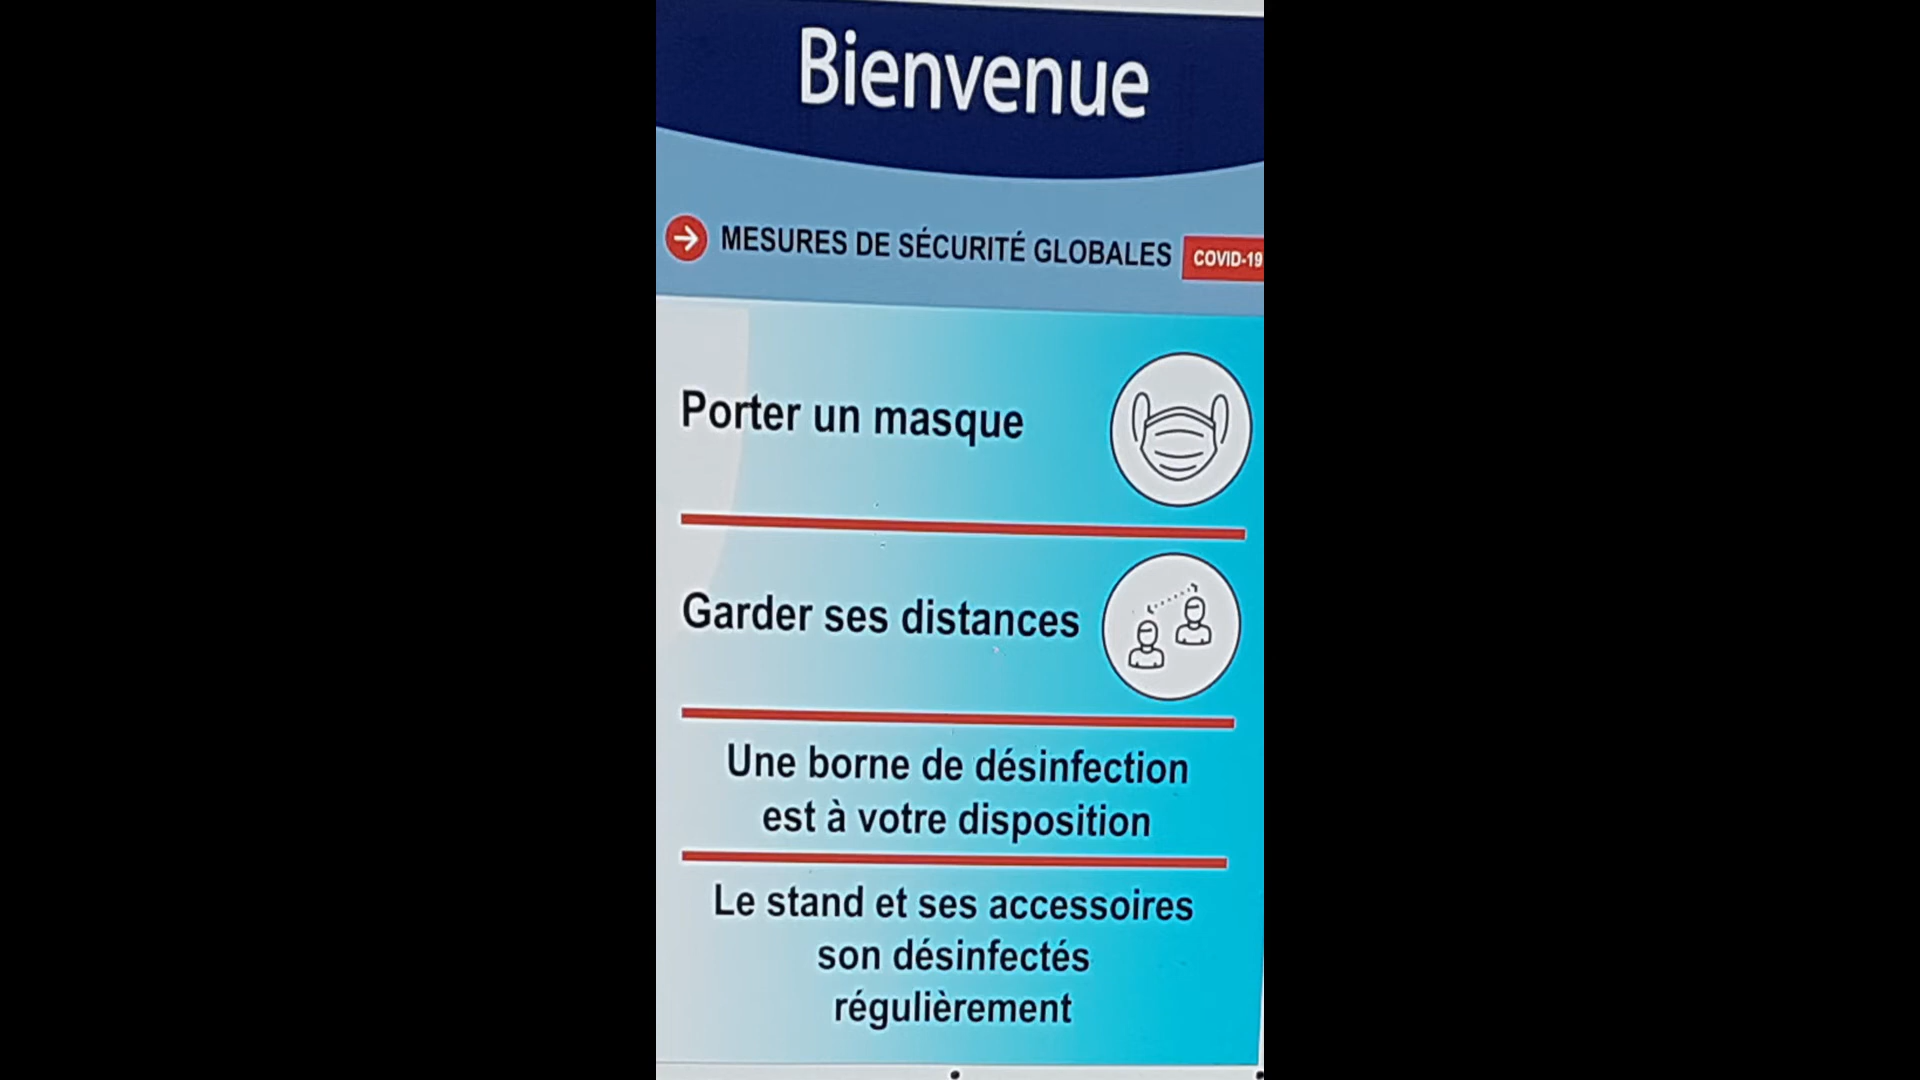 Bienvenue
MESURES DE SÉCURITÉ GLOBALES COVID-19
Porter un masque
Garder ses distances
Une borne de désinfection
est à votre disposition
Le stand et ses accessoires
son désinfectés
régulièrement